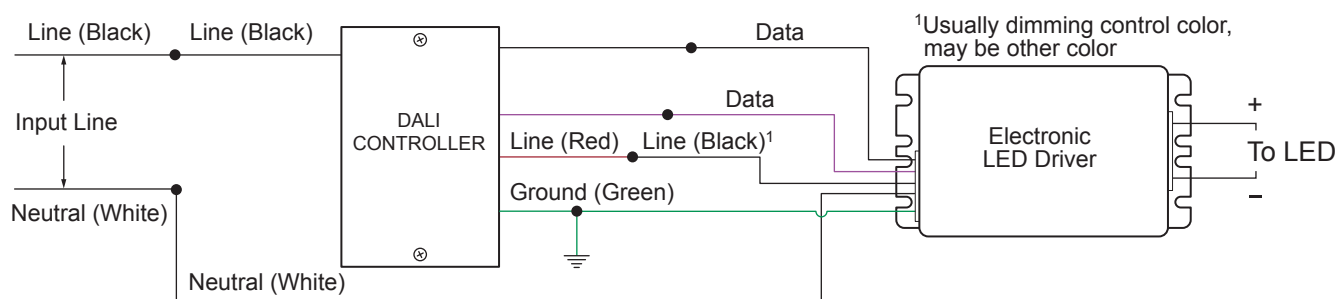 Line (Black)
Line (Black)
Data
¹Usually dimming control color,
may be other color
Input Line
DALI
CONTROLLER
Data
Line (Red)
Line (Black)¹
Electronic
LED Driver
+
To LED
–
Ground (Green)
Neutral (White)
Neutral (White)